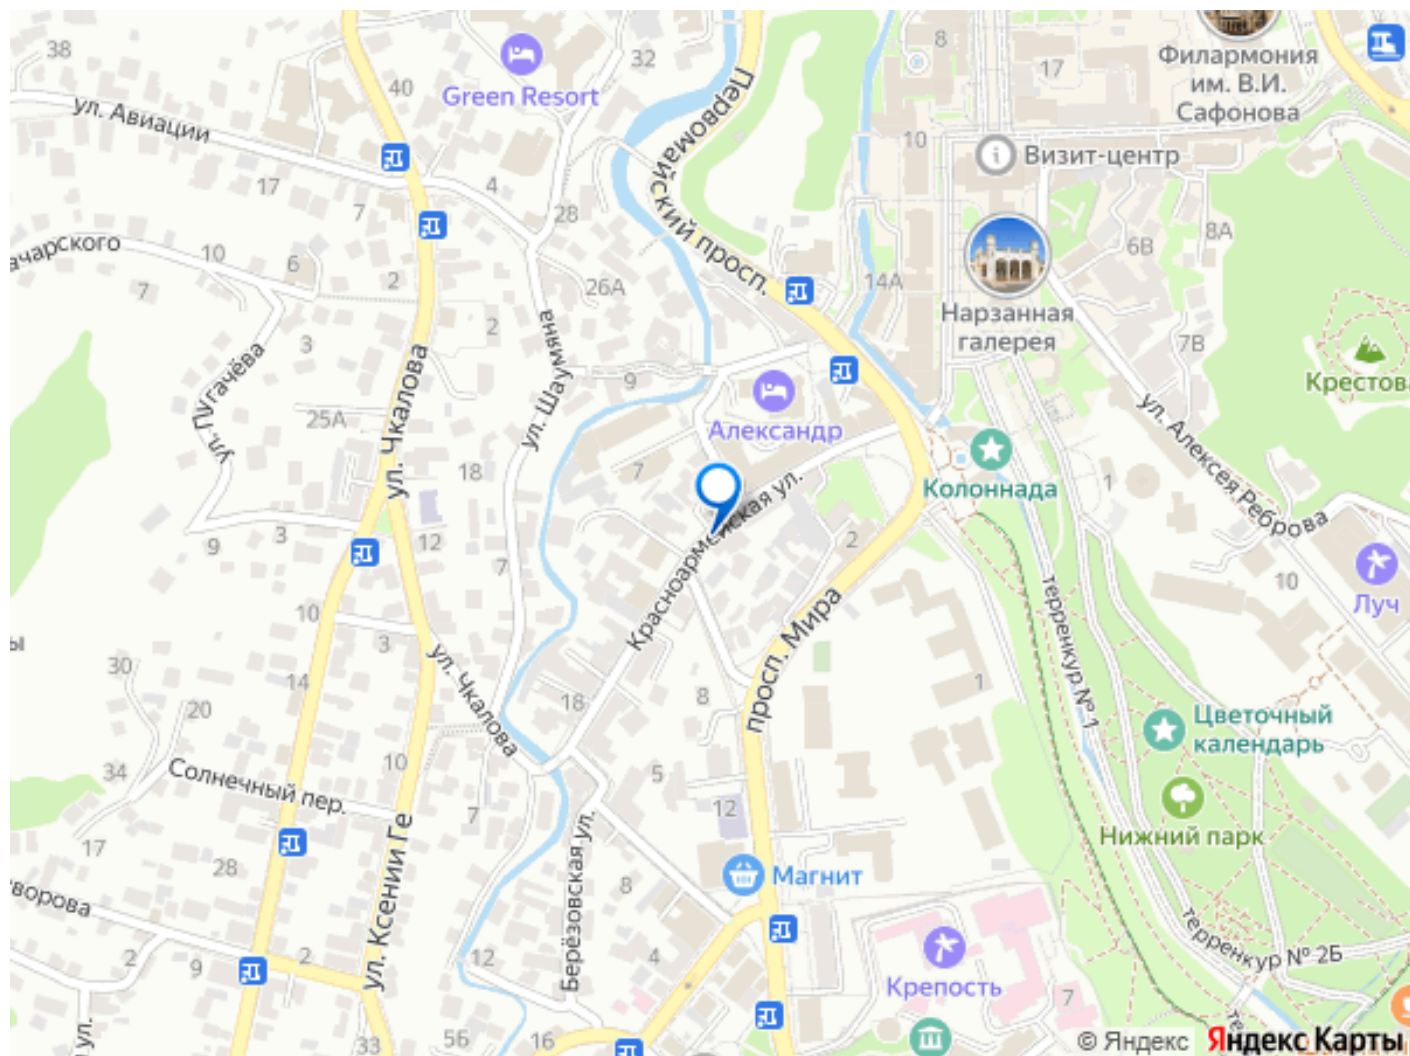 38
32
8
17
Филармония
им. В.И.
Сафонова
Green Resort
40
ул. Авиации
Первомайский просп.
10
Визит-центр
17
7
4
28
8А
6В
ачарского
10
6
7
2
26А
14А
Нарзанная
галерея
2
3
ул. Пугачёва
ул. Чкалова
ул. Шаумяна
9
7В
Крестова
25А
Александр
ул. Алексея Реброва
18
7
Красноармейская ул.
Колоннада
1
9
3
12
7
2
10
Луч
просп. Мира
терренкур № 1
10
3
ы
30
ул. Чкалова
14
20
18
8
1
Цветочный
календарь
34
Солнечный пер.
10
7
5
12
Нижний парк
17
28
ул. Ксении Ге
Берёзовская ул.
8
Магнит
ворова
2
9
2
12
4
терренкур № 2Б
Крепость
7
ул.
33
5Б
16
те
© Яндекс
Яндекс Карты